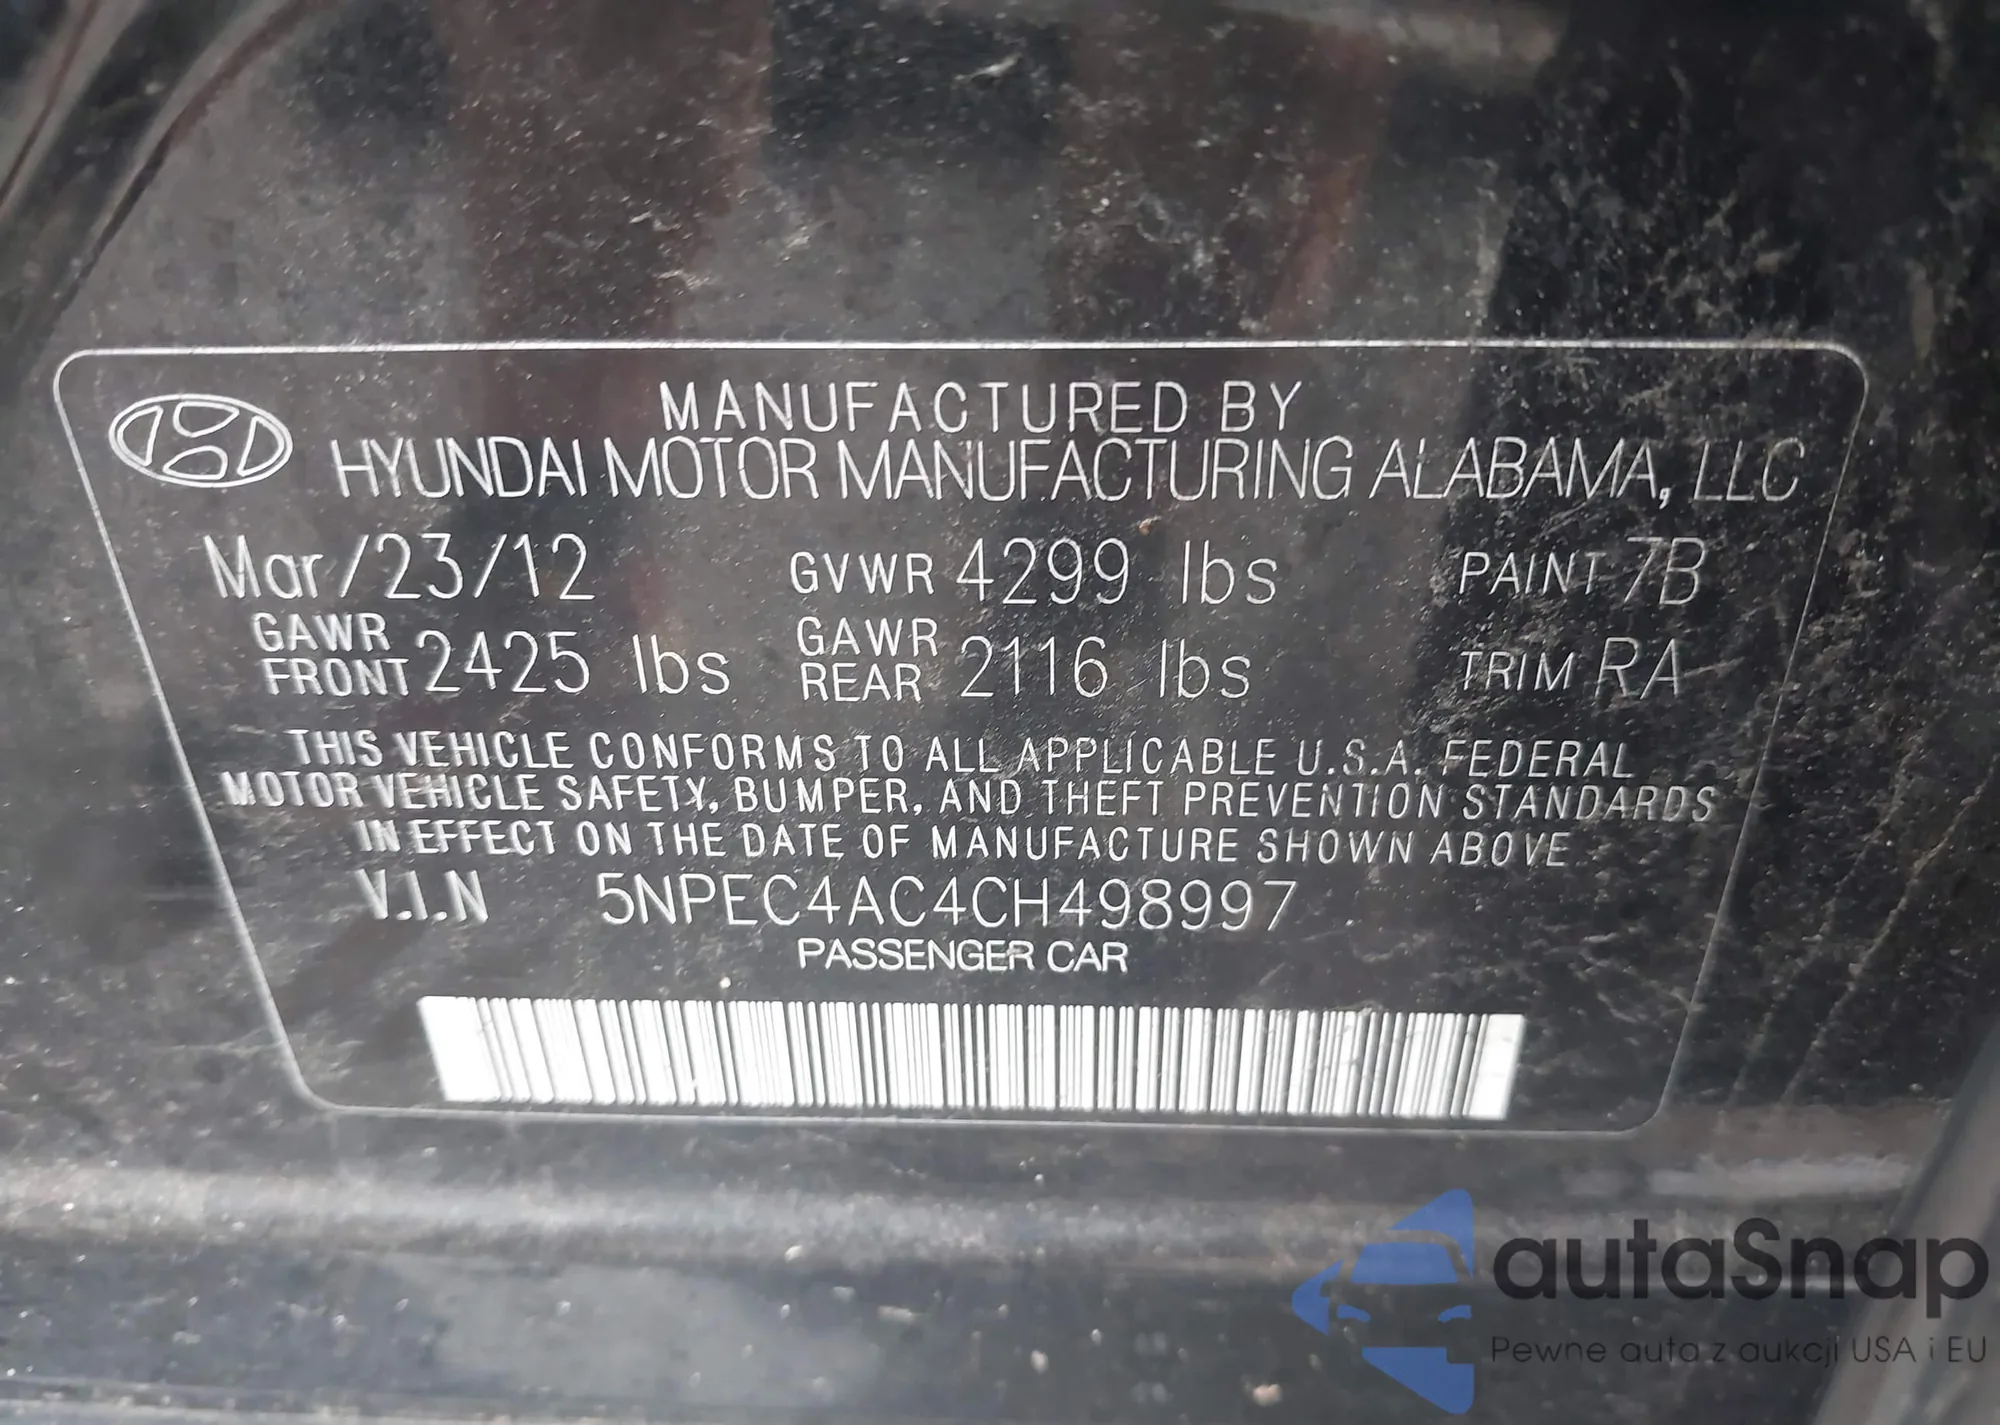 MANUFACTURED BY
HYUNDAI MOTOR MANUFACTURING ALABAMA, LLC
Mar/23/12 GVWR 4299 lbs PAINT 7B
GAWR FRONT 2425 lbs GAWR REAR 2116 lbs TRIM RA
THIS VEHICLE CONFORMS TO ALL APPLICABLE U.S.A. FEDERAL
MOTOR VEHICLE SAFETY, BUMPER, AND THEFT PREVENTION STANDARDS
IN EFFECT ON THE DATE OF MANUFACTURE SHOWN ABOVE
V.I.N 5NPEC4AC4CH498997
PASSENGER CAR
autaSnap
Pewne auta z aukcji USA i EU